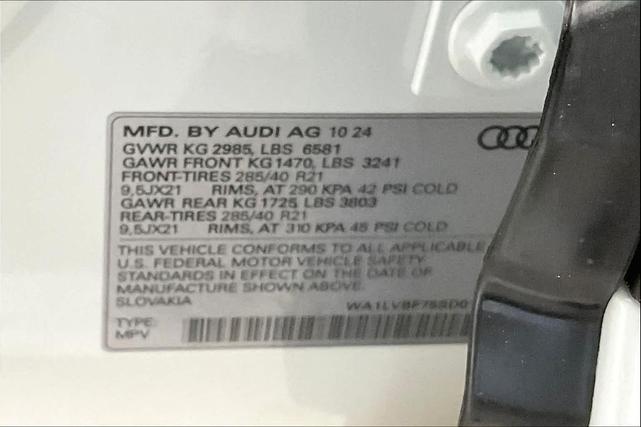 MFD. BY AUDI AG 10 24
GVWR KG 2985, LBS 6581
GAWR FRONT KG 1470, LBS 3241
FRONT-TIRES 285/40 R21
9,5JX21 RIMS, AT 290 KPA 42 PSI COLD
GAWR REAR KG 1725, LBS 3803
REAR-TIRES 285/40 R21
9,5JX21 RIMS, AT 310 KPA 45 PSI COLD
THIS VEHICLE CONFORMS TO ALL APPLICABLE
U.S. FEDERAL MOTOR VEHICLE SAFETY
STANDARDS IN EFFECT ON THE DATE OF
MANUFACTURE SHOWN ABOVE.
SLOVAKIA
TYPE:
MPV